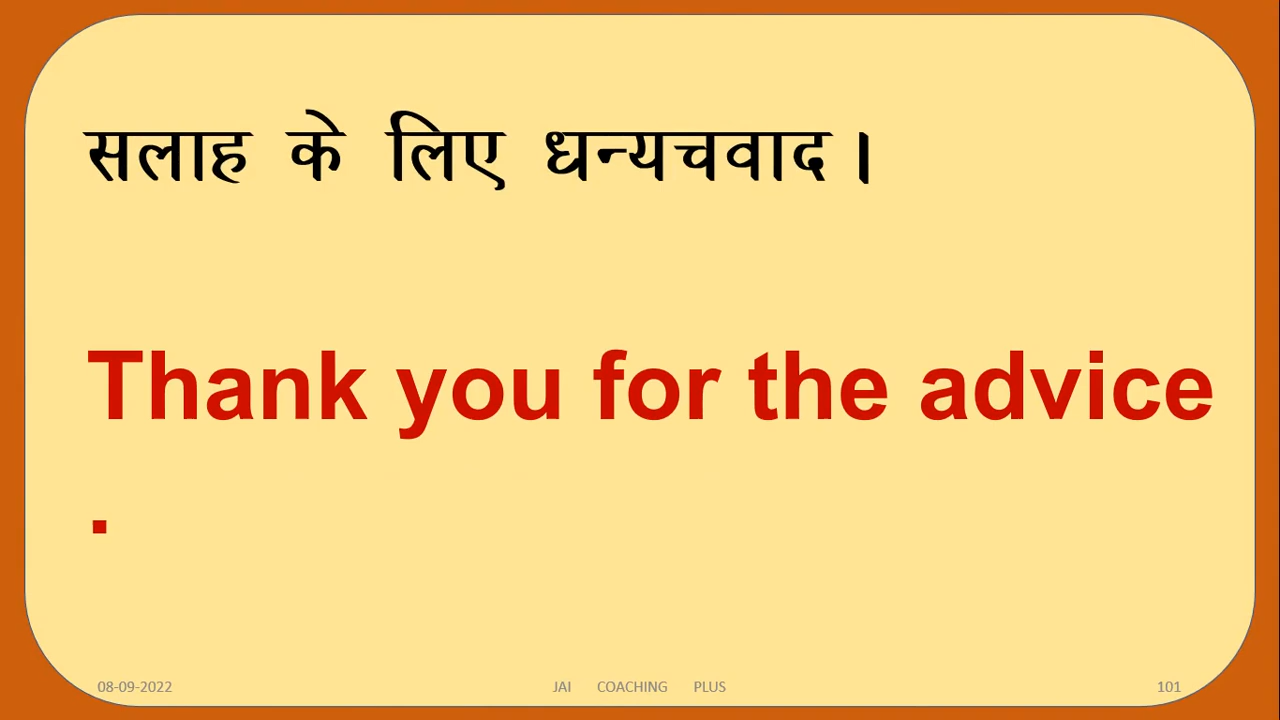 सलाह के लिए धन्यचवाद ।
Thank you for the advice
.
08-09-2022 JAI COACHING PLUS 101